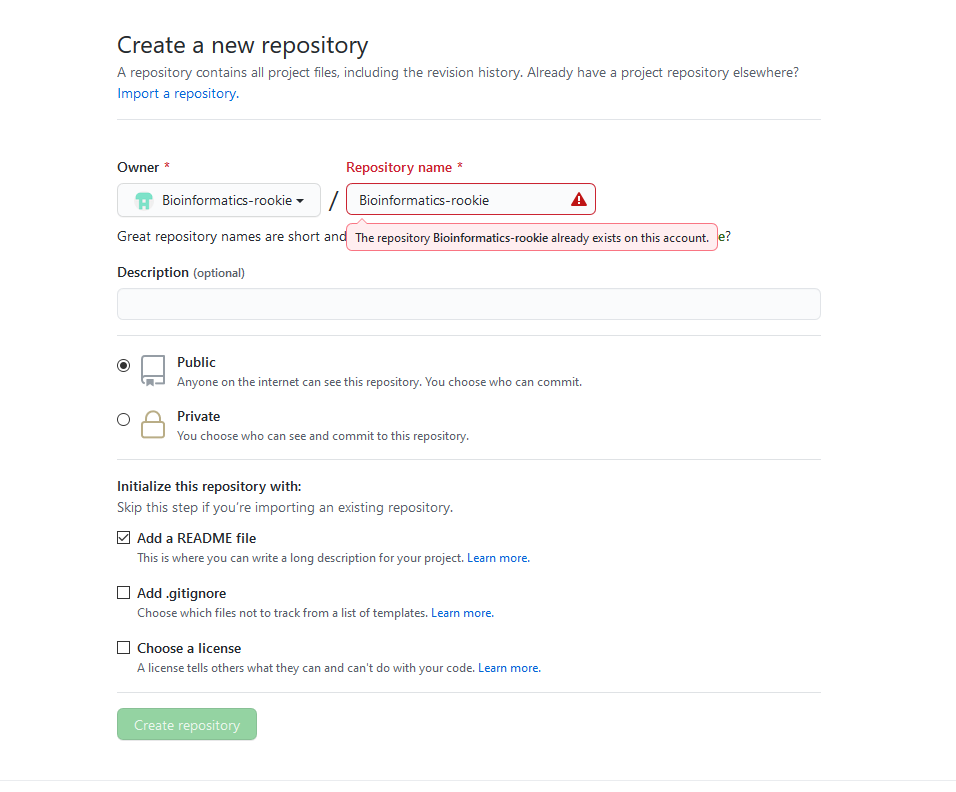 Create a new repository
A repository contains all project files, including the revision history. Already have a project repository elsewhere?
Import a repository.
Owner * Repository name *
Bioinformatics-rookie / Bioinformatics-rookie
Great repository names are short and e?
The repository Bioinformatics-rookie already exists on this account.
Description (optional)
Public
Anyone on the internet can see this repository. You choose who can commit.
Private
You choose who can see and commit to this repository.
Initialize this repository with:
Skip this step if you're importing an existing repository.
Add a README file
This is where you can write a long description for your project. Learn more.
Add .gitignore
Choose which files not to track from a list of templates. Learn more.
Choose a license
A license tells others what they can and can't do with your code. Learn more.
Create repository